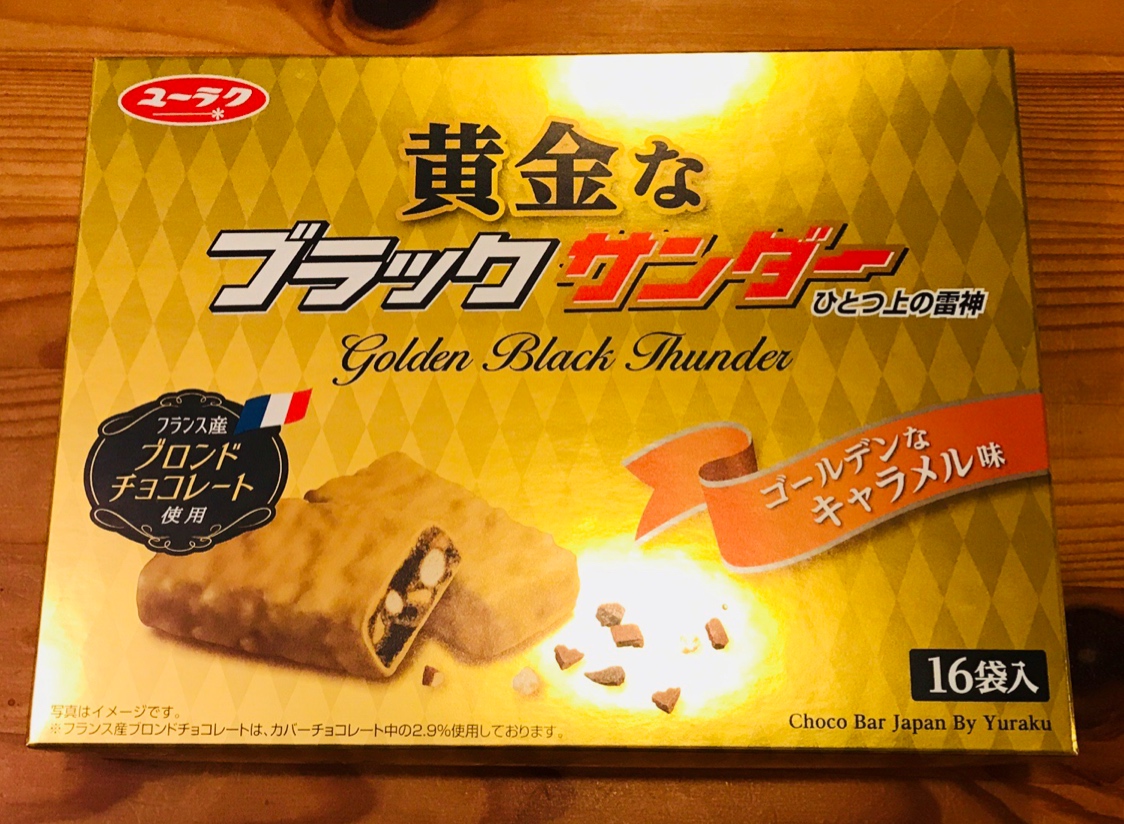 ユーラク
黄金な
ブラックサンダー
ひとつ上の雷神
Golden Black Thunder
フランス産
ブロンド
チョコレート
使用
ゴールデンな
キャラメル味
16袋入
写真はイメージです。
※フランス産ブロンドチョコレートは、カバーチョコレート中の2.9%使用しております。
Choco Bar Japan By Yuraku